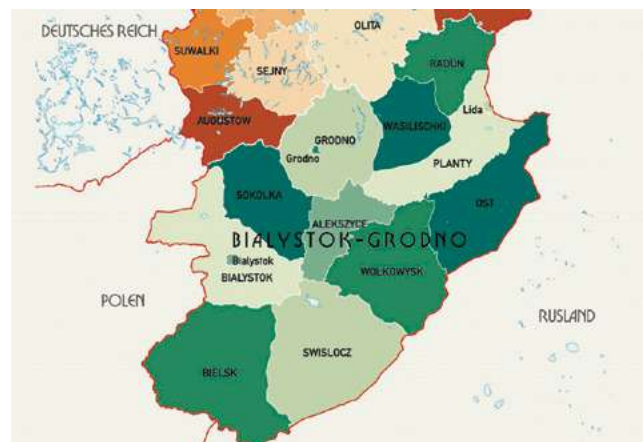 DEUTSCHES REICH
OLITA
SUWALKI
SEJNY
RADUN
AUGUSTOW
Lida
WASILISCHKI
GRODNO
Grodno
PLANTY
SOKOLKA
OST
ALEKSZYCE
BIALYSTOK-GRODNO
Bialystok
BIALYSTOK
WOLKOWYSK
POLEN
RUSLAND
SWISLOCZ
BIELSK